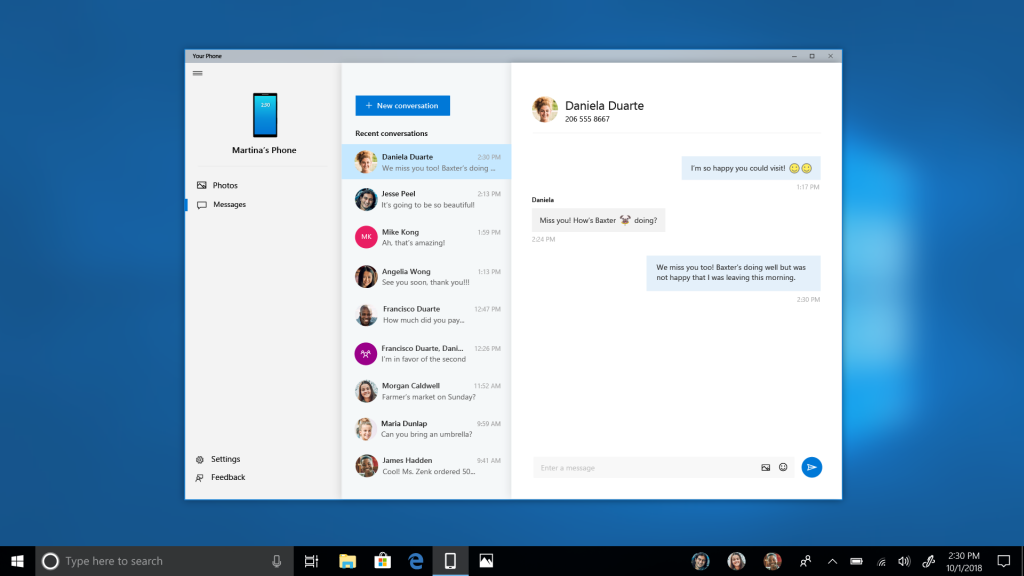 Your Phone
2:30
Martina's Phone
Photos
Messages
Settings
Feedback
+ New conversation
Recent conversations
Daniela Duarte 2:30 PM
We miss you too! Baxter's doing ...
Jesse Peel 2:13 PM
It's going to be so beautiful!
MK
Mike Kong 1:59 PM
Ah, that's amazing!
Angelia Wong 1:13 PM
See you soon, thank you!!!
Francisco Duarte 12:47 PM
How much did you pay...
Francisco Duarte, Dani... 12:26 PM
I'm in favor of the second
Morgan Caldwell 11:52 AM
Farmer's market on Sunday?
Maria Dunlap 9:59 AM
Can you bring an umbrella?
James Hadden 9:41 AM
Cool! Ms. Zenk ordered 50...
Daniela Duarte
206 555 8667
I'm so happy you could visit!
1:17 PM
Daniela
Miss you! How's Baxter doing?
2:24 PM
We miss you too! Baxter's doing well but was
not happy that I was leaving this morning.
2:30 PM
Enter a message
Type here to search
2:30 PM
10/1/2018